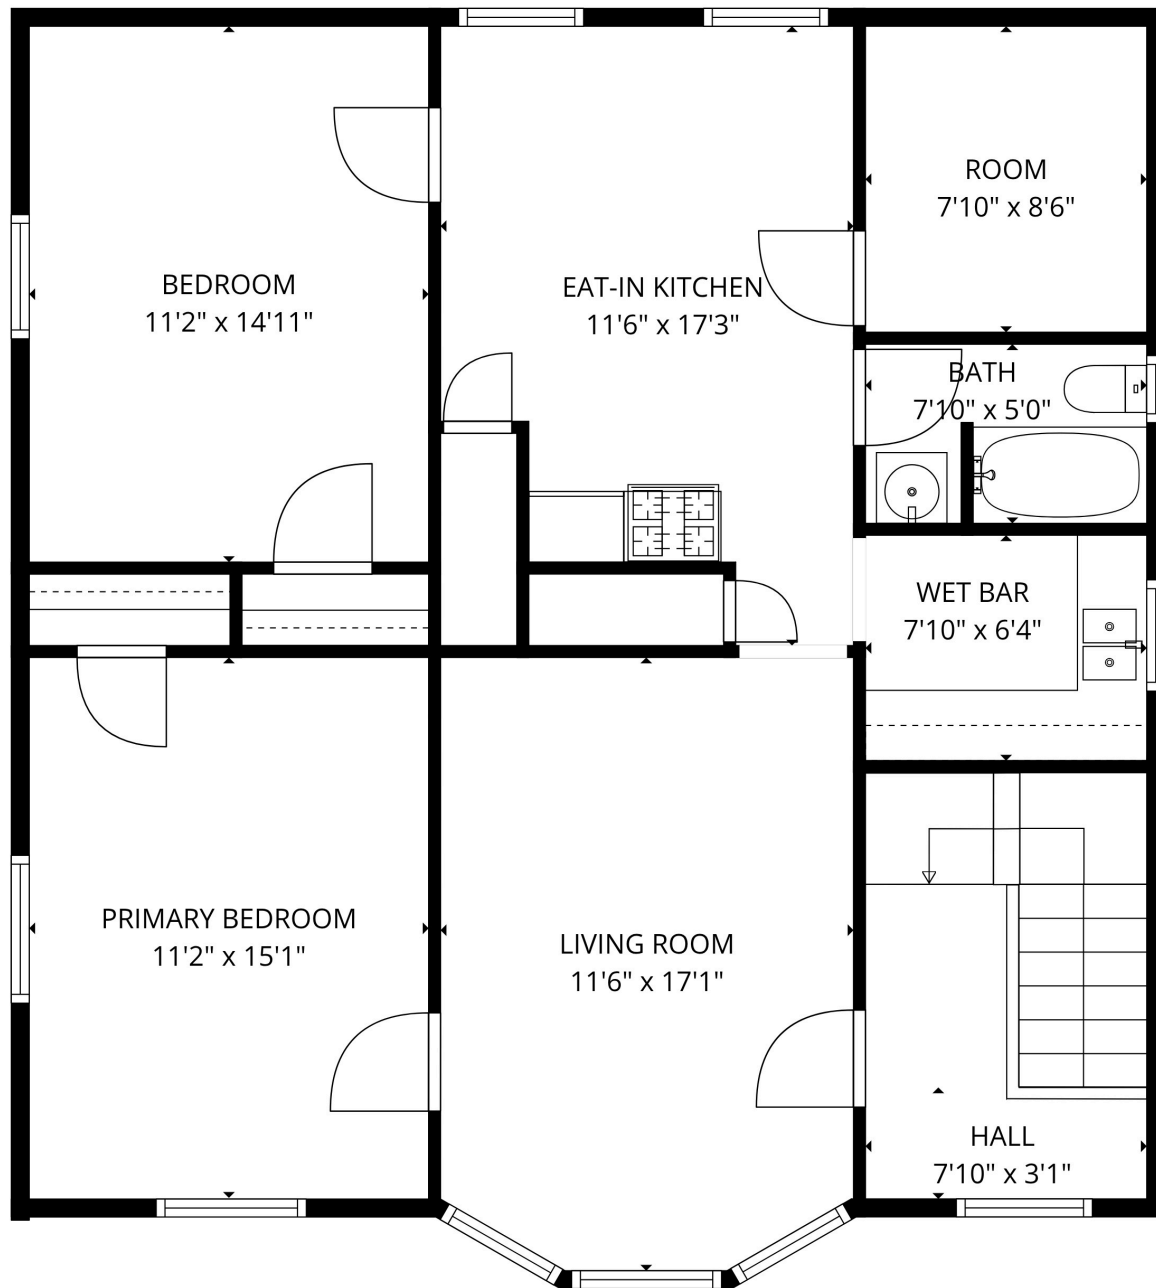 ROOM
7'10" x 8'6"
BEDROOM
11'2" x 14'11"
EAT-IN KITCHEN
11'6" x 17'3"
BATH
7'10" x 5'0"
WET BAR
7'10" x 6'4"
PRIMARY BEDROOM
11'2" x 15'1"
LIVING ROOM
11'6" x 17'1"
HALL
7'10" x 3'1"